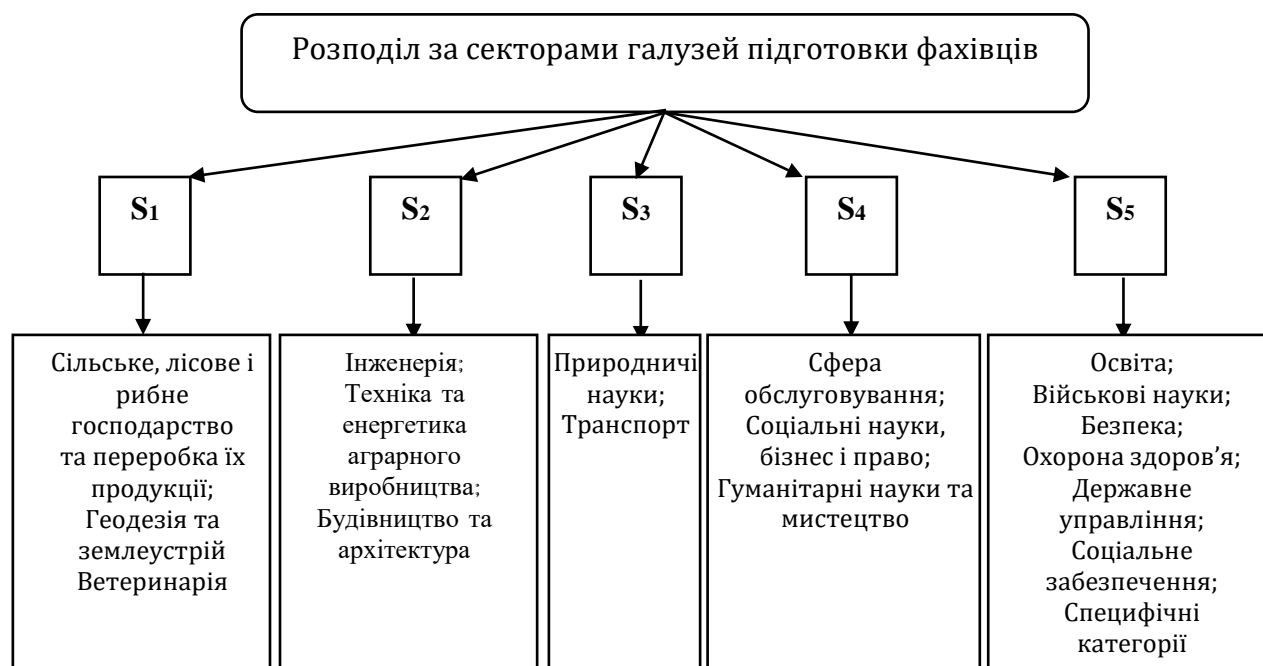 Розподіл за секторами галузей підготовки фахівців
S1
S2
S3
S4
S5
Сільське, лісове і
рибне
господарство
та переробка їх
продукції;
Геодезія та
землеустрій
Ветеринарія
Інженерія;
Техніка та
енергетика
аграрного
виробництва;
Будівництво та
архітектура
Природничі
науки;
Транспорт
Сфера
обслуговування;
Соціальні науки,
бізнес і право;
Гуманітарні науки та
мистецтво
Освіта;
Військові науки;
Безпека;
Охорона здоров’я;
Державне
управління;
Соціальне
забезпечення;
Специфічні
категорії